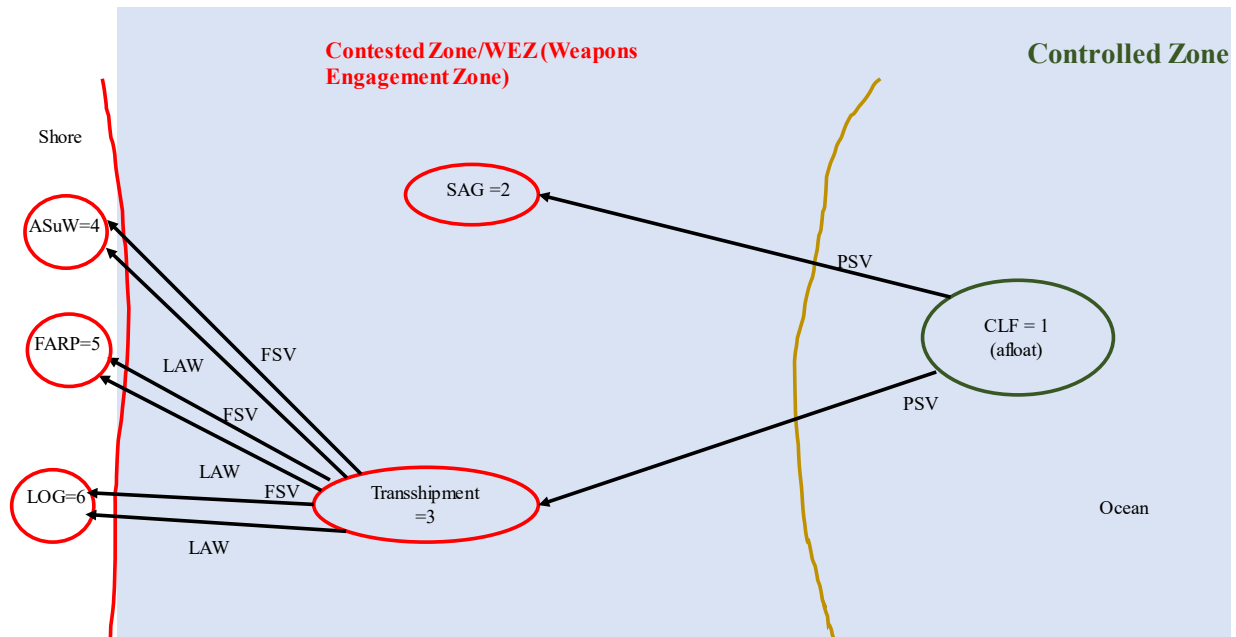 Contested Zone/WEZ (Weapons
Engagement Zone)
Controlled Zone
Shore
SAG =2
ASuW=4
PSV
CLF = 1
(afloat)
FARP=5
FSV
LAW
PSV
FSV
LAW
FSV
LOG=6
Transshipment
=3
Ocean
LAW